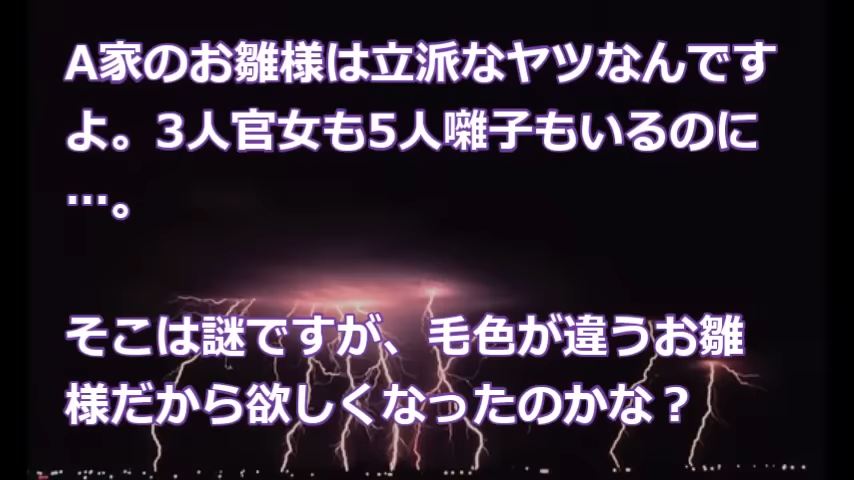 A家のお雛様は立派なヤツなんです
よ。3人官女も5人囃子もいるのに
…。
そこは謎ですが、毛色が違うお雛
様だから欲しくなったのかな？